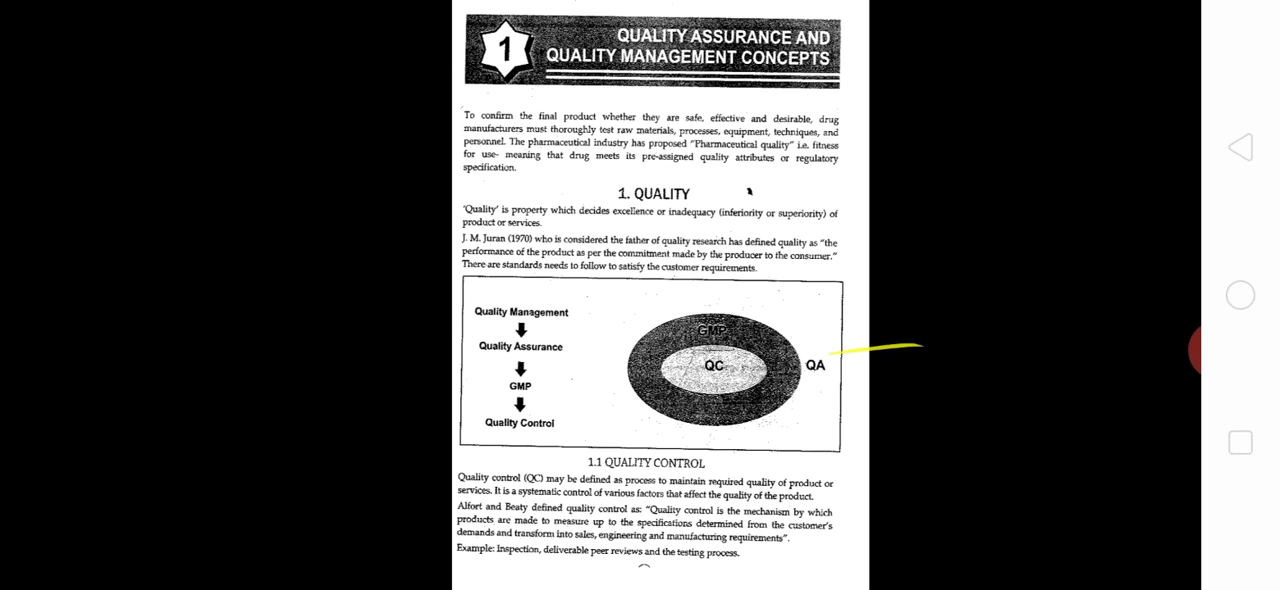 1
QUALITY ASSURANCE AND
QUALITY MANAGEMENT CONCEPTS
To confirm the final product whether they are safe, effective and desirable, drug
manufacturers must thoroughly test raw materials, processes, equipment, techniques, and
personnel. The pharmaceutical industry has proposed "Pharmaceutical quality" i.e. fitness
for use- meaning that drug meets its pre-assigned quality attributes or regulatory
specification.
1. QUALITY
'Quality' is property which decides excellence or inadequacy (inferiority or superiority) of
product or services.
J. M. Juran (1970) who is considered the father of quality research has defined quality as "the
performance of the product as per the commitment made by the producer to the consumer."
There are standards needs to follow to satisfy the customer requirements.
Quality Management
Quality Assurance
GMP
Quality Control
GMP
QC
QA
1.1 QUALITY CONTROL
Quality control (QC) may be defined as process to maintain required quality of product or
services. It is a systematic control of various factors that affect the quality of the product.
Alfort and Beaty defined quality control as: "Quality control is the mechanism by which
products are made to measure up to the specifications determined from the customer's
demands and transform into sales, engineering and manufacturing requirements".
Example: Inspection, deliverable peer reviews and the testing process.